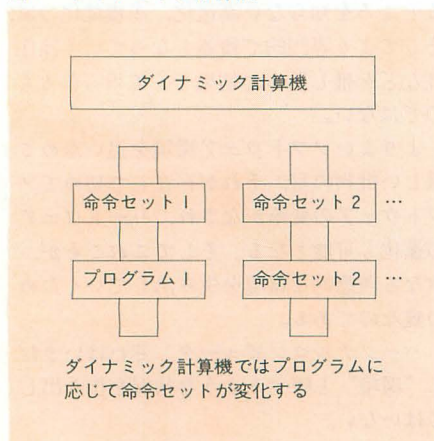 ダイナミック計算機
命令セット1 命令セット2 …
プログラム1 命令セット2 …
ダイナミック計算機ではプログラムに
応じて命令セットが変化する